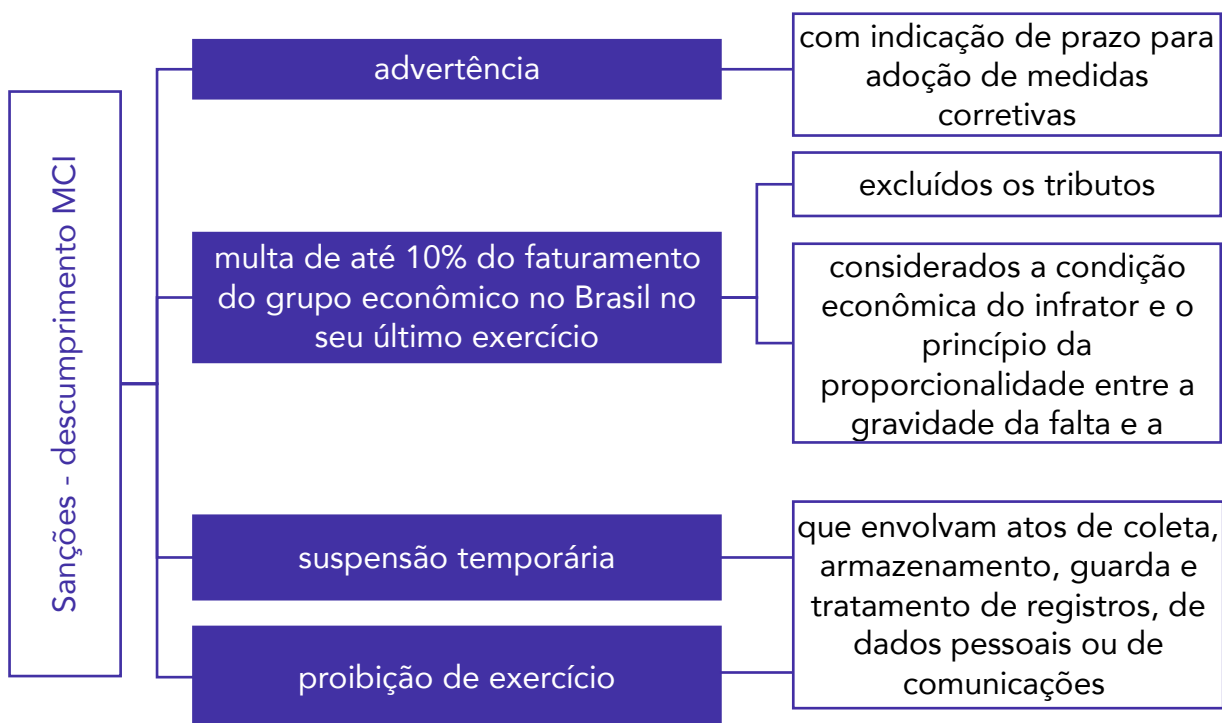 Sanções - descumprimento MCI
advertência
com indicação de prazo para
adoção de medidas
corretivas
multa de até 10% do faturamento
do grupo econômico no Brasil no
seu último exercício
excluídos os tributos
considerados a condição
econômica do infrator e o
princípio da
proporcionalidade entre a
gravidade da falta e a
suspensão temporária
proibição de exercício
que envolvam atos de coleta,
armazenamento, guarda e
tratamento de registros, de
dados pessoais ou de
comunicações